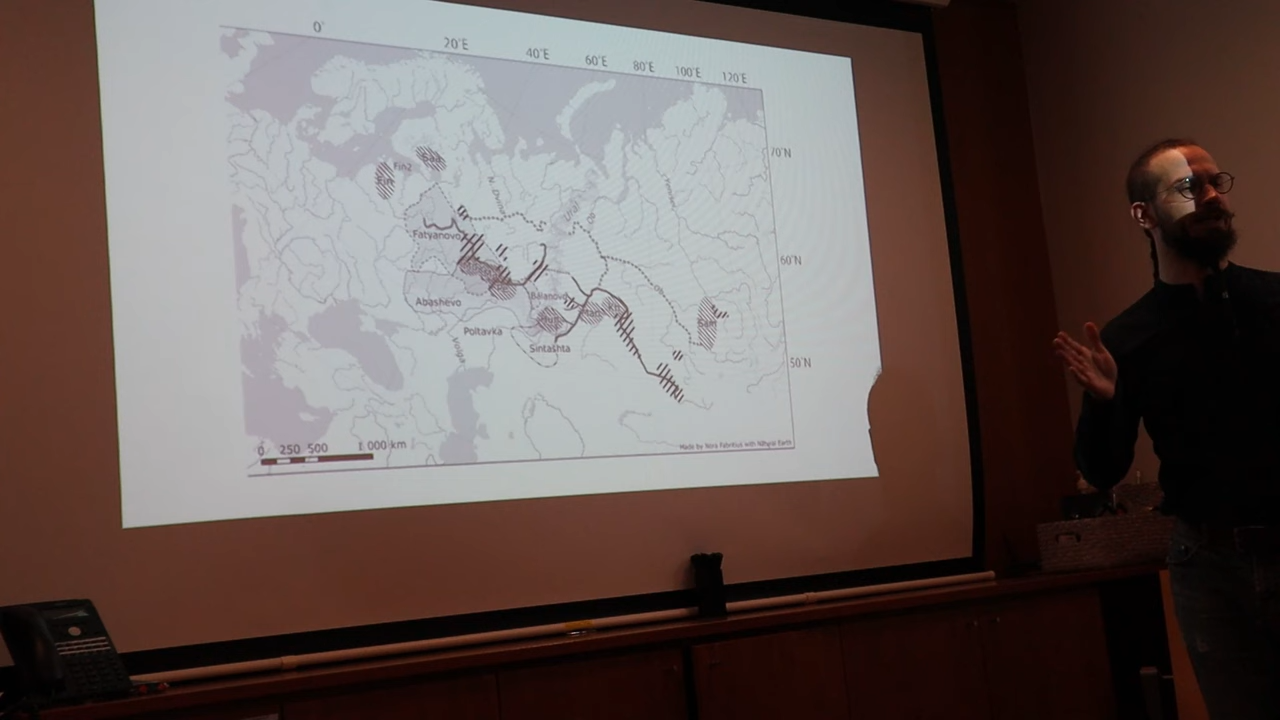 0°
20°E
40°E
60°E
80°E
100°E
120°E
70°N
Fin2
Fatyanovo
60°N
Abashevo
Balanovo
Poltavka
Sintashta
Volga
50°N
0 250 500 1 000 km
Made by Nora Fabritius with Natural Earth